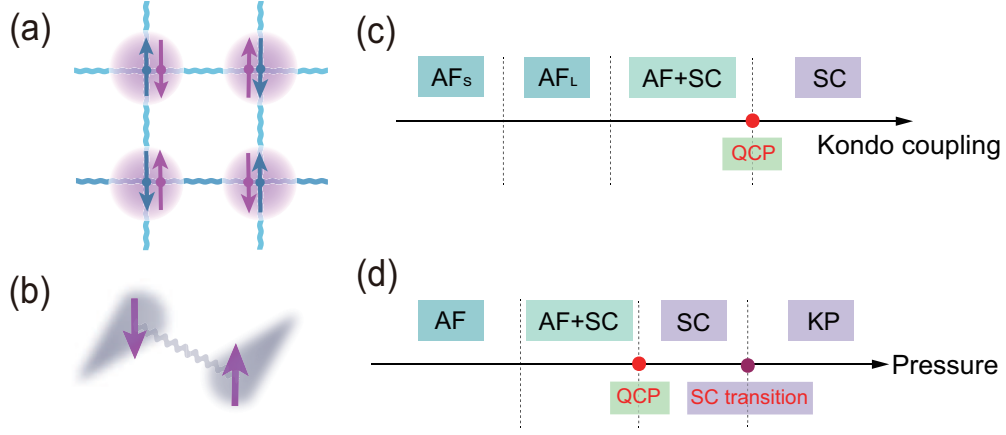 (a)
(b)
(c)
AFS AFL AF+SC SC
QCP
Kondo coupling
(d)
AF AF+SC SC KP
Pressure
QCP SC transition